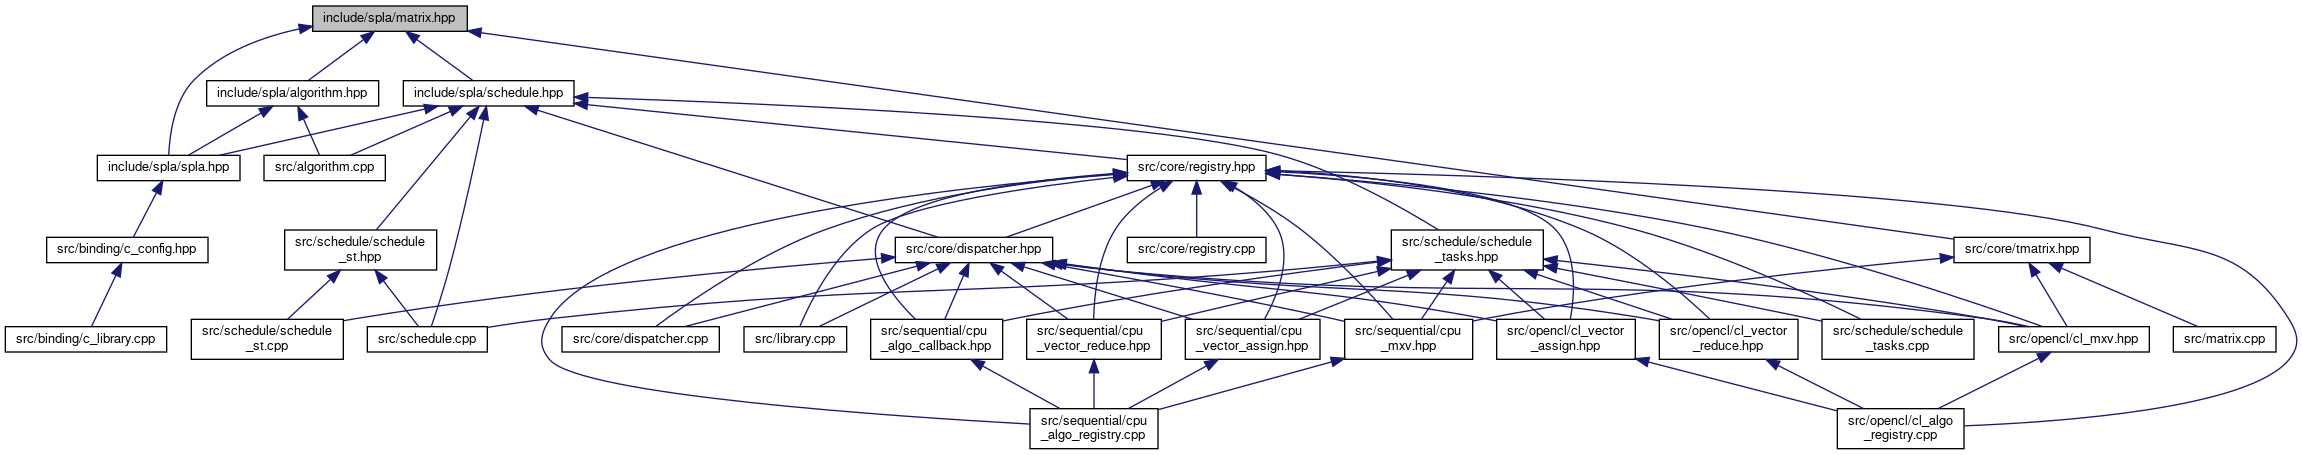 include/spla/matrix.hpp
include/spla/algorithm.hpp
include/spla/schedule.hpp
include/spla/spla.hpp
src/algorithm.cpp
src/core/registry.hpp
src/binding/c_config.hpp
src/schedule/schedule
_st.hpp
src/core/dispatcher.hpp
src/core/registry.cpp
src/schedule/schedule
_tasks.hpp
src/core/tmatrix.hpp
src/binding/c_library.cpp
src/schedule/schedule
_st.cpp
src/schedule.cpp
src/core/dispatcher.cpp
src/library.cpp
src/sequential/cpu
_algo_callback.hpp
src/sequential/cpu
_vector_reduce.hpp
src/sequential/cpu
_vector_assign.hpp
src/sequential/cpu
_mxv.hpp
src/opencl/cl_vector
_assign.hpp
src/opencl/cl_vector
_reduce.hpp
src/schedule/schedule
_tasks.cpp
src/opencl/cl_mxv.hpp
src/matrix.cpp
src/sequential/cpu
_algo_registry.cpp
src/opencl/cl_algo
_registry.cpp